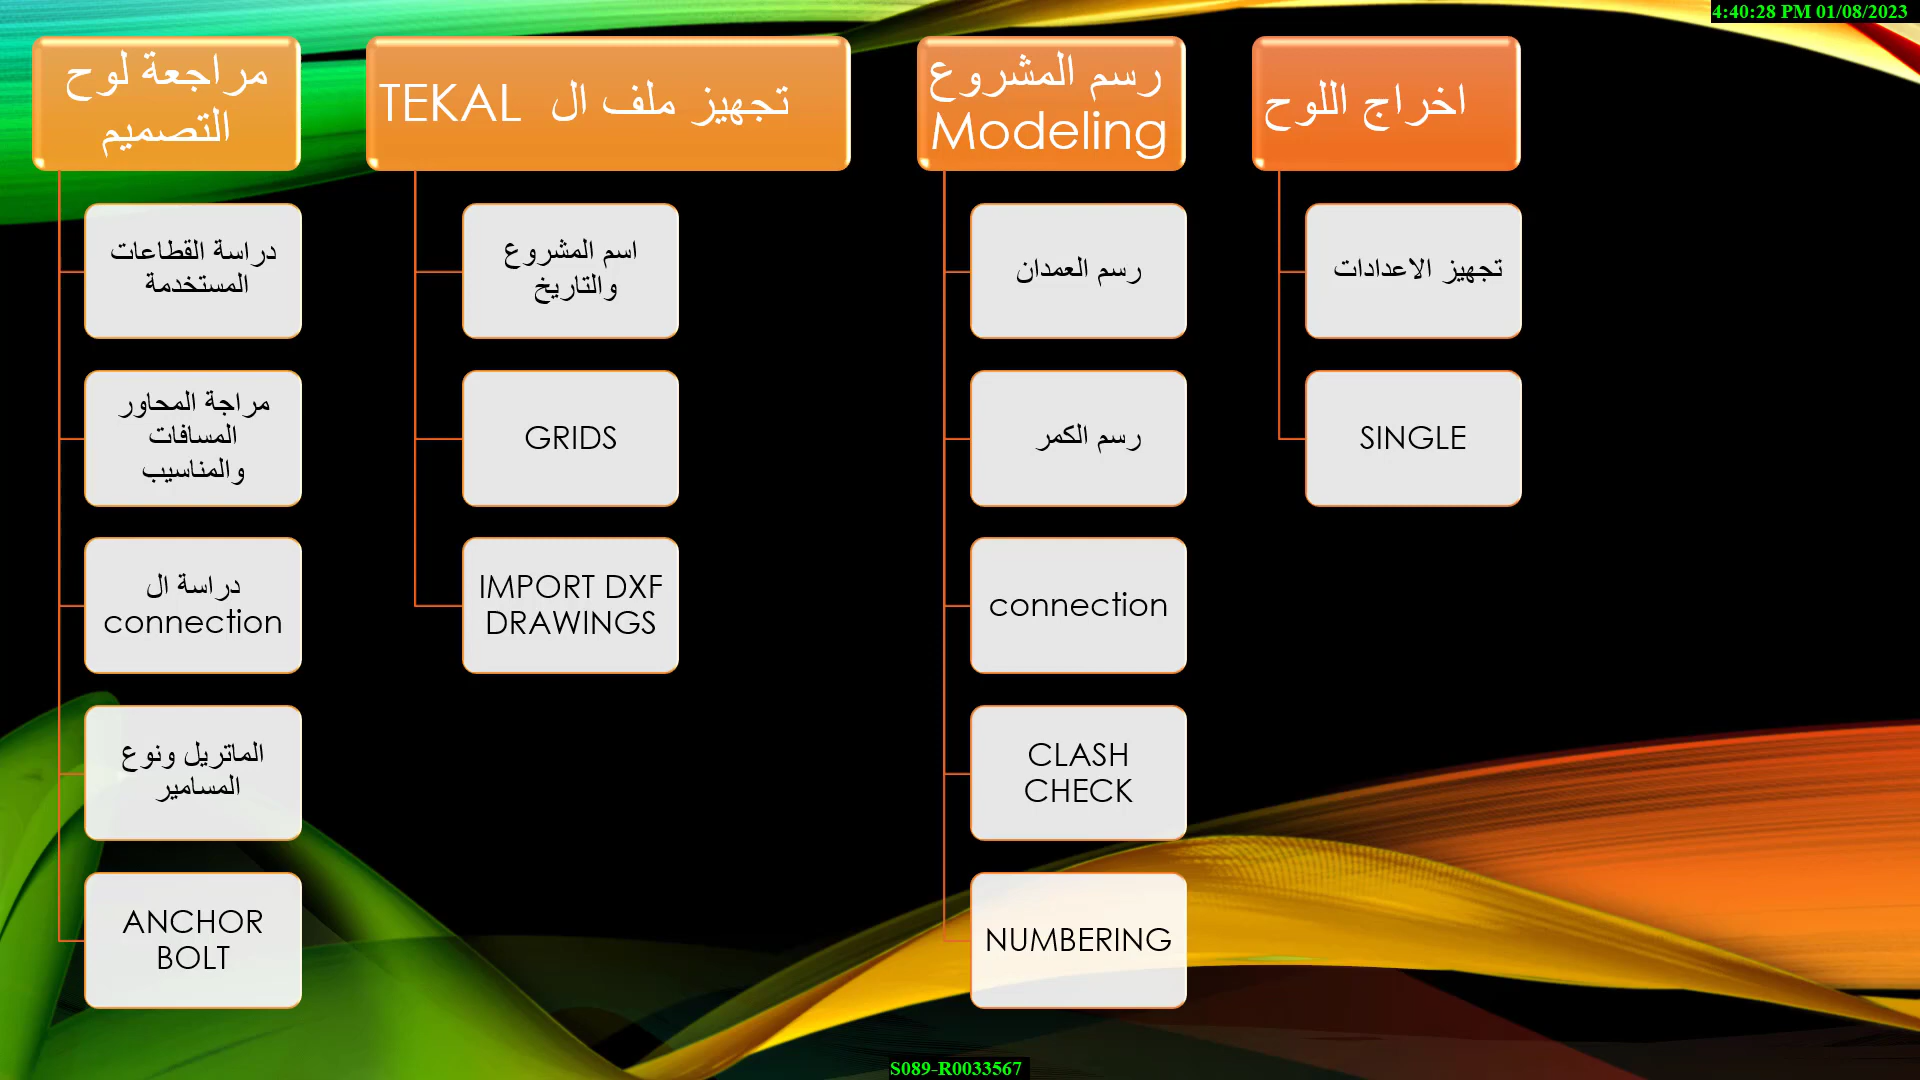 4:40:28 PM 01/08/2023
مراجعة لوح
التصميم
دراسة القطاعات
المستخدمة
مراجة المحاور
المسافات
والمناسيب
دراسة ال
connection
الماتريل ونوع
المسامير
ANCHOR
BOLT
تجهيز ملف ال TEKAL
اسم المشروع
والتاريخ
GRIDS
IMPORT DXF
DRAWINGS
رسم المشروع
Modeling
رسم العمدان
رسم الكمر
connection
CLASH
CHECK
NUMBERING
اخراج اللوح
تجهيز الاعدادات
SINGLE
S089-R0033567